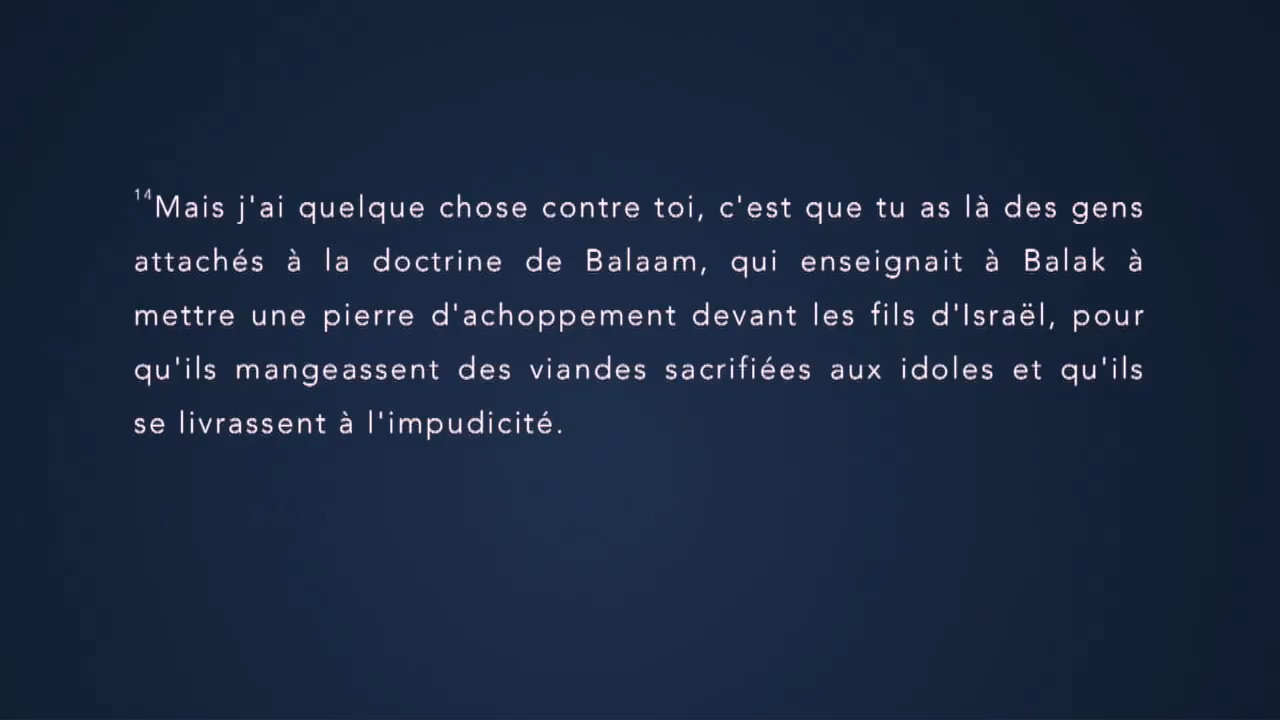 14Mais j'ai quelque chose contre toi, c'est que tu as là des gens
attachés à la doctrine de Balaam, qui enseignait à Balak à
mettre une pierre d'achoppement devant les fils d'Israël, pour
qu'ils mangeassent des viandes sacrifiées aux idoles et qu'ils
se livrassent à l'impudicité.